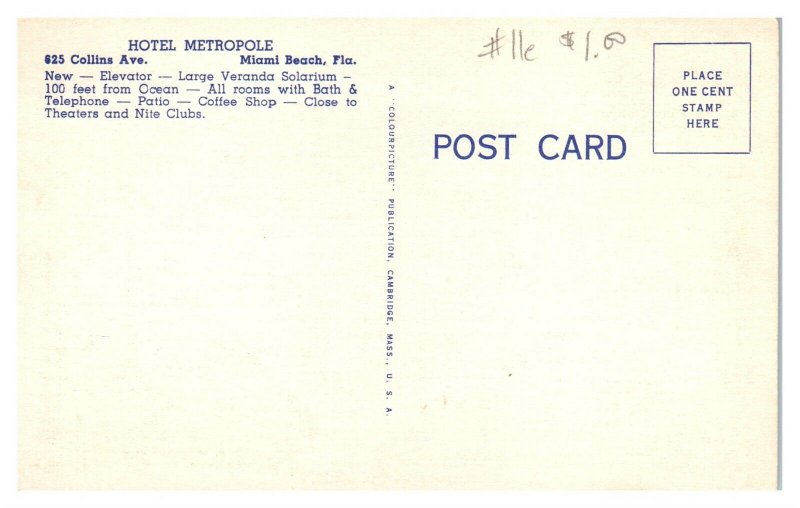 HOTEL METROPOLE
625 Collins Ave. Miami Beach, Fla.
New — Elevator — Large Veranda Solarium –
100 feet from Ocean — All rooms with Bath &
Telephone — Patio — Coffee Shop — Close to
Theaters and Nite Clubs.
A "COLOURPICTURE" PUBLICATION, CAMBRIDGE, MASS., U. S. A.
#11e $1.00
POST CARD
PLACE
ONE CENT
STAMP
HERE